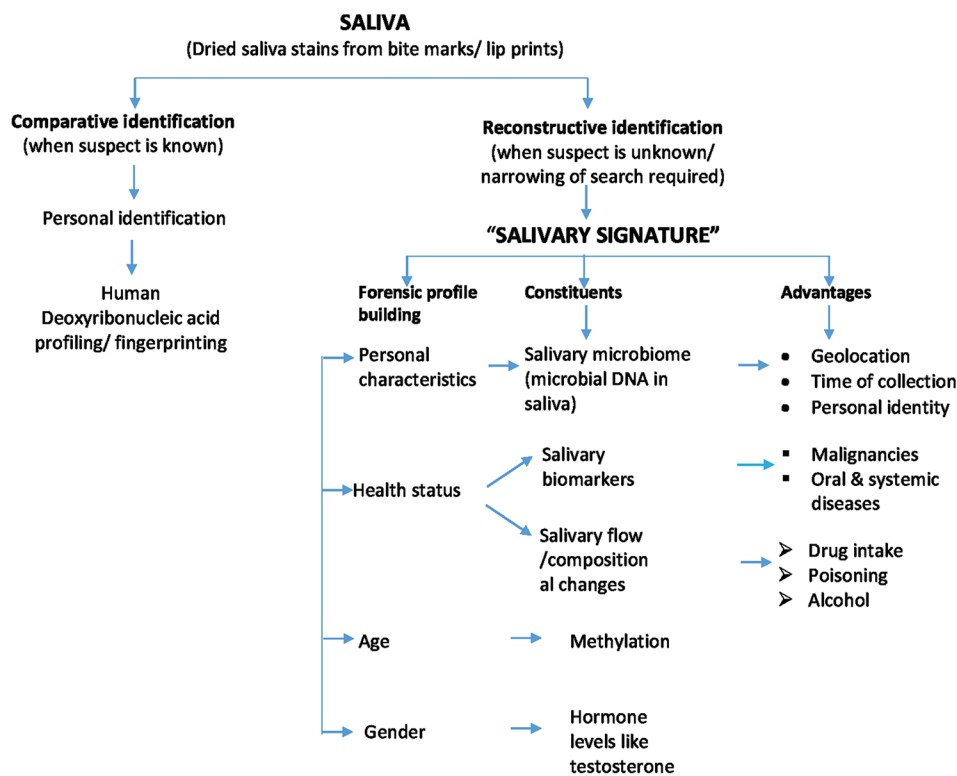 SALIVA
(Dried saliva stains from bite marks/ lip prints)
Comparative identification
(when suspect is known)
Personal identification
Human
Deoxyribonucleic acid
profiling/ fingerprinting
Reconstructive identification
(when suspect is unknown/
narrowing of search required)
“SALIVARY SIGNATURE”
Forensic profile
building
Constituents
Advantages
Personal
characteristics
Salivary microbiome
(microbial DNA in
saliva)
● Geolocation
● Time of collection
● Personal identity
Health status
Salivary
biomarkers
▪ Malignancies
▪ Oral & systemic
diseases
Salivary flow
/composition
al changes
➢ Drug intake
➢ Poisoning
➢ Alcohol
Age
Methylation
Gender
Hormone
levels like
testosterone